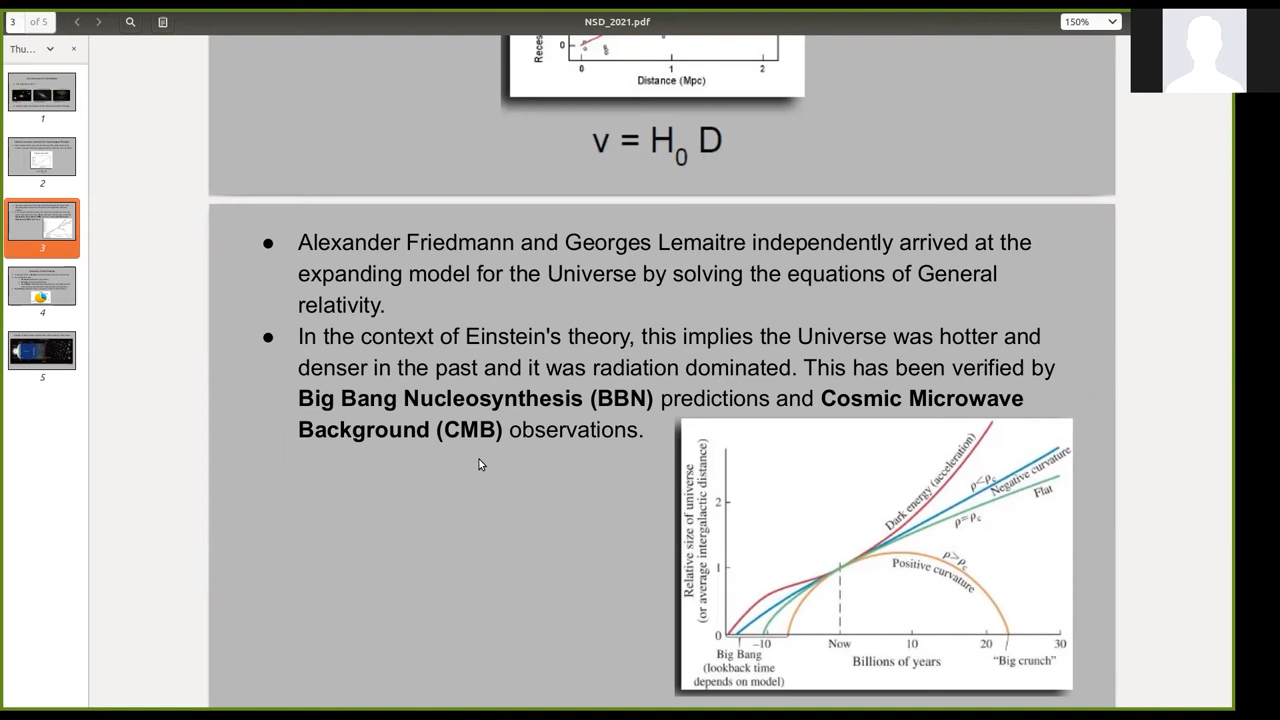 3 of 5
NSD_2021.pdf
150%
Thu...
1
2
3
4
5
Reces
0
0 1 2
Distance (Mpc)
v = H₀ D
● Alexander Friedmann and Georges Lemaitre independently arrived at the
expanding model for the Universe by solving the equations of General
relativity.
● In the context of Einstein's theory, this implies the Universe was hotter and
denser in the past and it was radiation dominated. This has been verified by
Big Bang Nucleosynthesis (BBN) predictions and Cosmic Microwave
Background (CMB) observations.
Relative size of universe
(or average intergalactic distance)
2
1
0
Dark energy (acceleration)
ρ<ρc
Negative curvature
Flat
ρ=ρc
ρ>ρc
Positive curvature
−10 Now 10 20 30
Big Bang
(lookback time
depends on model)
Billions of years
“Big crunch”